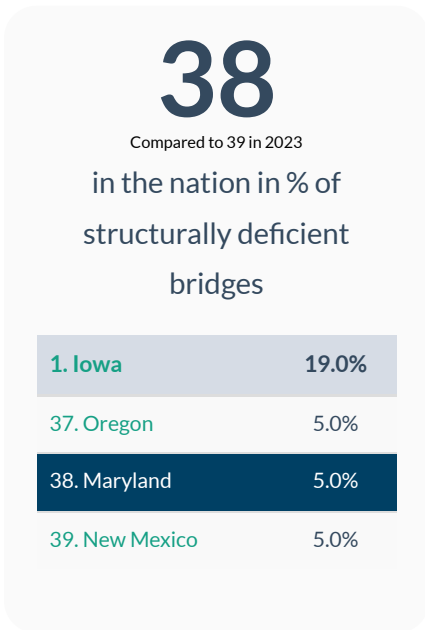 38
Compared to 39 in 2023
in the nation in % of
structurally deficient
bridges
1. Iowa 19.0%
37. Oregon 5.0%
38. Maryland 5.0%
39. New Mexico 5.0%